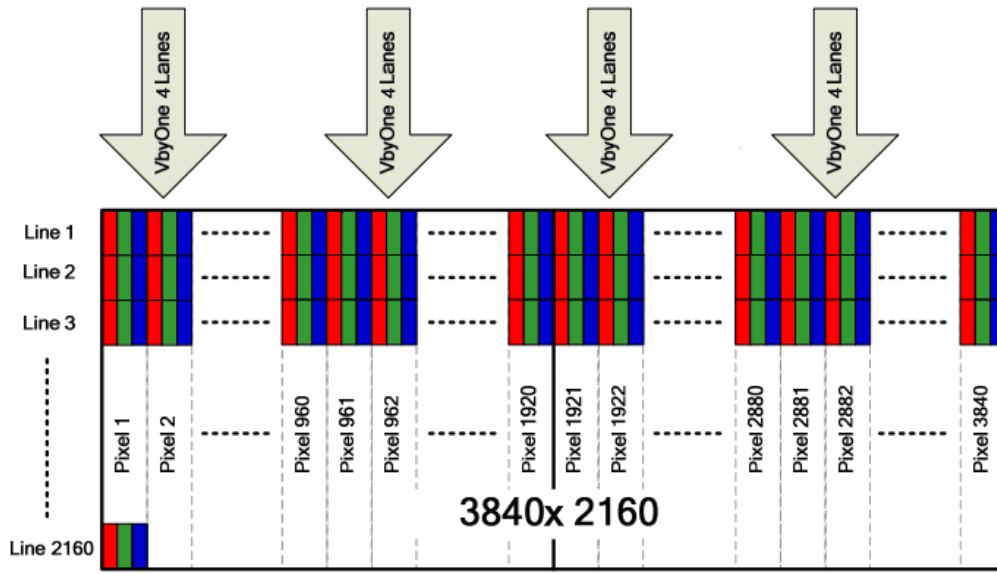 VbyOne 4 Lanes
VbyOne 4 Lanes
VbyOne 4 Lanes
VbyOne 4 Lanes
Line 1
Line 2
Line 3
Pixel 1
Pixel 2
Pixel 960
Pixel 961
Pixel 962
Pixel 1920
Pixel 1921
Pixel 1922
Pixel 2880
Pixel 2881
Pixel 2882
Pixel 3840
3840x 2160
Line 2160